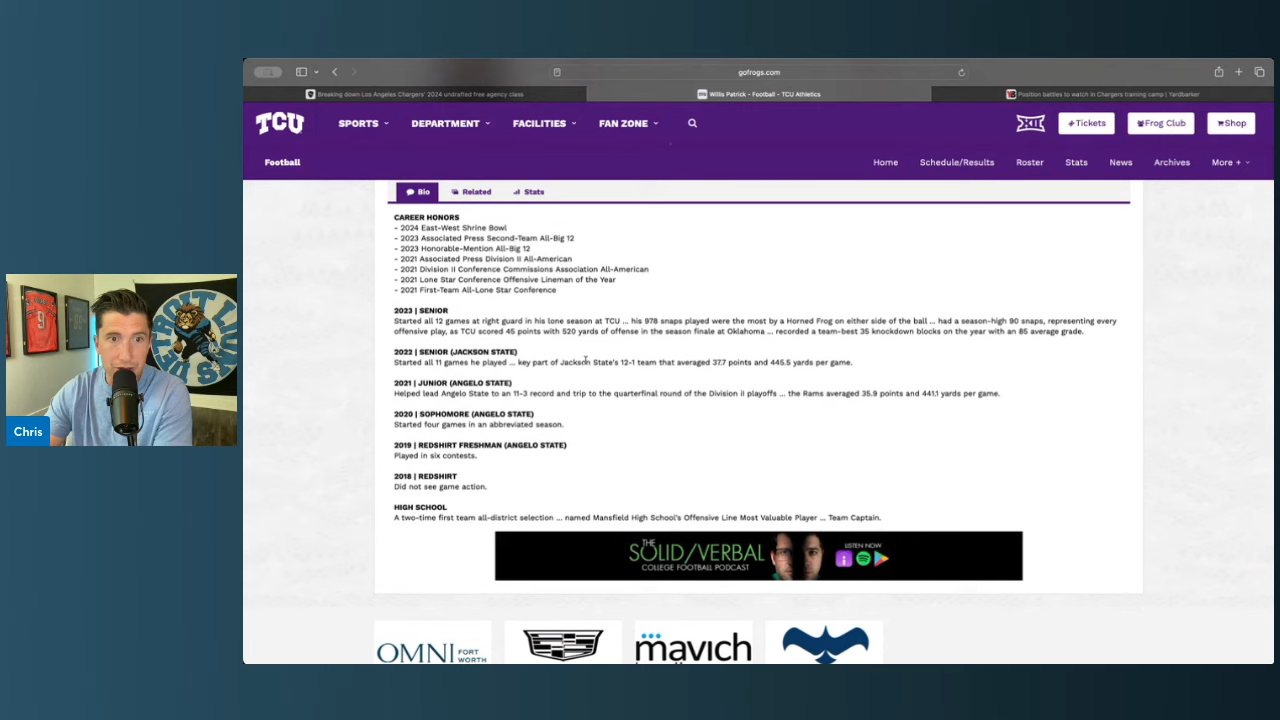 gofrogs.com
Breaking down Los Angeles Chargers' 2024 undrafted free agency class
Willis Patrick - Football - TCU Athletics
Position battles to watch in Chargers training camp | Yardbarker
TCU
SPORTS
DEPARTMENT
FACILITIES
FAN ZONE
XII
Tickets
Frog Club
Shop
Football
Home
Schedule/Results
Roster
Stats
News
Archives
More +
Bio
Related
Stats
CAREER HONORS
- 2024 East-West Shrine Bowl
- 2023 Associated Press Second-Team All-Big 12
- 2023 Honorable-Mention All-Big 12
- 2021 Associated Press Division II All-American
- 2021 Division II Conference Commissions Association All-American
- 2021 Lone Star Conference Offensive Lineman of the Year
- 2021 First-Team All-Lone Star Conference
2023 | SENIOR
Started all 12 games at right guard in his lone season at TCU ... his 978 snaps played were the most by a Horned Frog on either side of the ball ... had a season-high 90 snaps, representing every
offensive play, as TCU scored 45 points with 520 yards of offense in the season finale at Oklahoma ... recorded a team-best 35 knockdown blocks on the year with an 85 average grade.
2022 | SENIOR (JACKSON STATE)
Started all 11 games he played ... key part of Jackson State's 12-1 team that averaged 37.7 points and 445.5 yards per game.
2021 | JUNIOR (ANGELO STATE)
Helped lead Angelo State to an 11-3 record and trip to the quarterfinal round of the Division II playoffs ... the Rams averaged 35.9 points and 441.1 yards per game.
2020 | SOPHOMORE (ANGELO STATE)
Started four games in an abbreviated season.
2019 | REDSHIRT FRESHMAN (ANGELO STATE)
Played in six contests.
2018 | REDSHIRT
Did not see game action.
HIGH SCHOOL
A two-time first team all-district selection ... named Mansfield High School's Offensive Line Most Valuable Player ... Team Captain.
THE
SOLID/VERBAL
COLLEGE FOOTBALL PODCAST
LISTEN NOW
OMNI FORT
WORTH
mavich
Chris
9